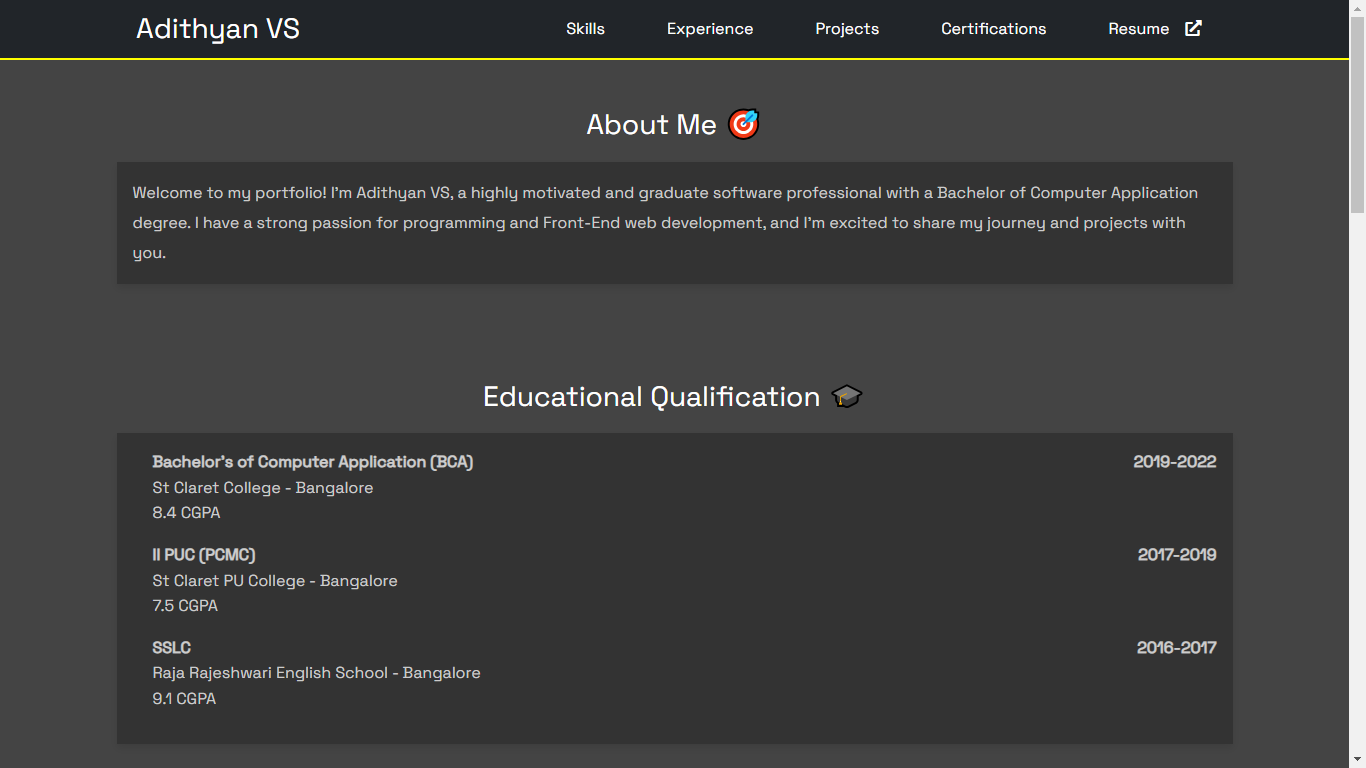 Adithyan VS
Skills
Experience
Projects
Certifications
Resume
About Me
Welcome to my portfolio! I'm Adithyan VS, a highly motivated and graduate software professional with a Bachelor of Computer Application
degree. I have a strong passion for programming and Front-End web development, and I'm excited to share my journey and projects with
you.
Educational Qualification
Bachelor's of Computer Application (BCA) 2019-2022
St Claret College - Bangalore
8.4 CGPA
II PUC (PCMC) 2017-2019
St Claret PU College - Bangalore
7.5 CGPA
SSLC 2016-2017
Raja Rajeshwari English School - Bangalore
9.1 CGPA